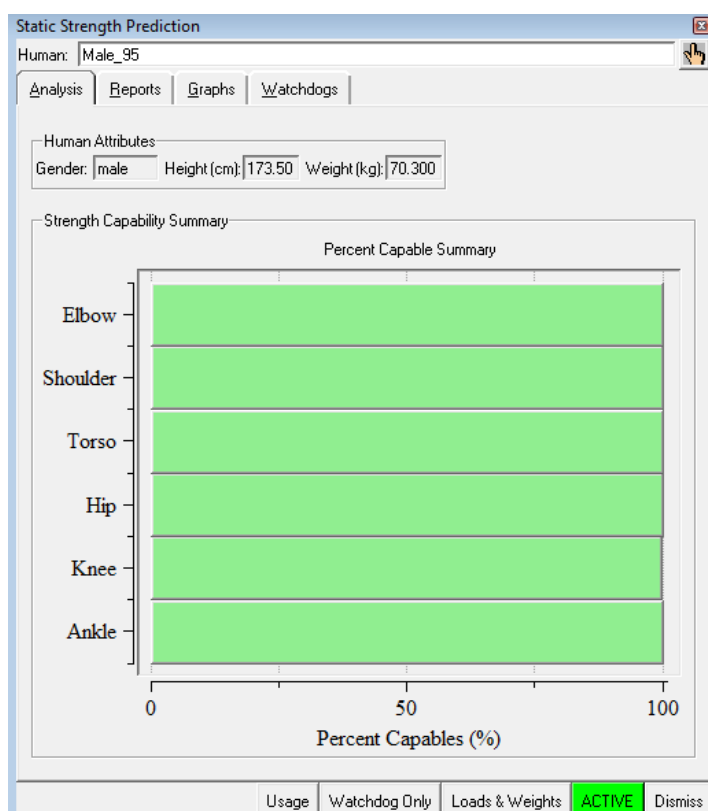 Static Strength Prediction
Human: Male_95
Analysis Reports Graphs Watchdogs
Human Attributes
Gender: male Height (cm): 173.50 Weight (kg): 70.300
Strength Capability Summary
Percent Capable Summary
Elbow
Shoulder
Torso
Hip
Knee
Ankle
0 50 100
Percent Capables (%)
Usage Watchdog Only Loads & Weights ACTIVE Dismiss